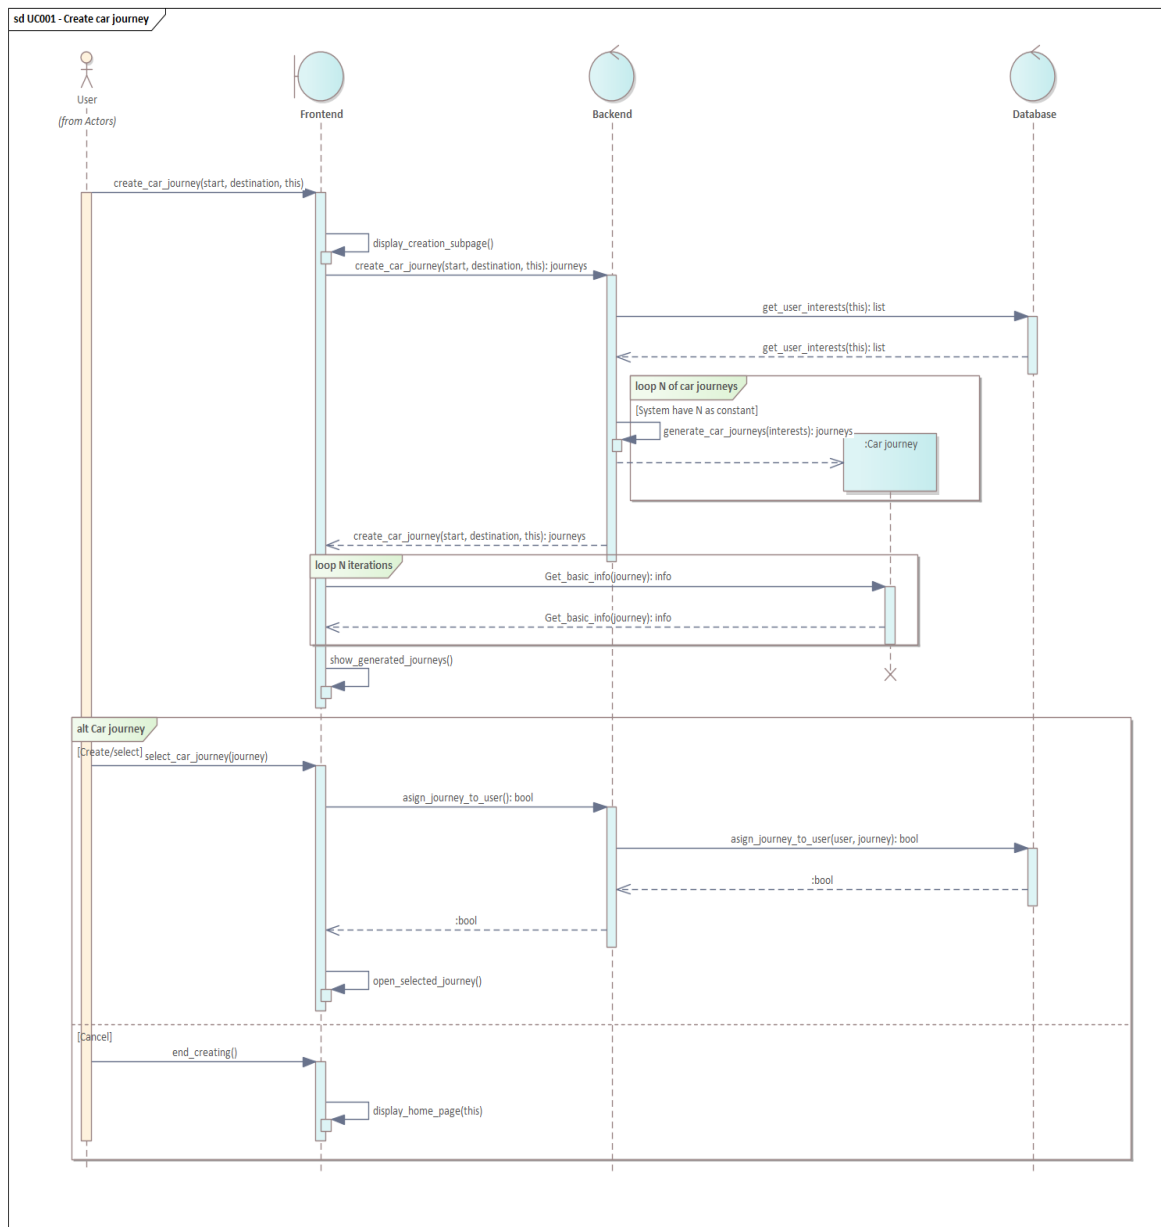 sd UC001 - Create car journey
User
(from Actors)
Frontend
Backend
Database
create_car_journey(start, destination, this)
display_creation_subpage()
create_car_journey(start, destination, this): journeys
get_user_interests(this): list
get_user_interests(this): list
loop N of car journeys
[System have N as constant]
generate_car_journeys(interests): journeys
:Car journey
create_car_journey(start, destination, this): journeys
loop N iterations
Get_basic_info(journey): info
Get_basic_info(journey): info
show_generated_journeys()
alt Car journey
[Create/select]
select_car_journey(journey)
asign_journey_to_user(): bool
asign_journey_to_user(user, journey): bool
:bool
:bool
open_selected_journey()
[Cancel]
end_creating()
display_home_page(this)